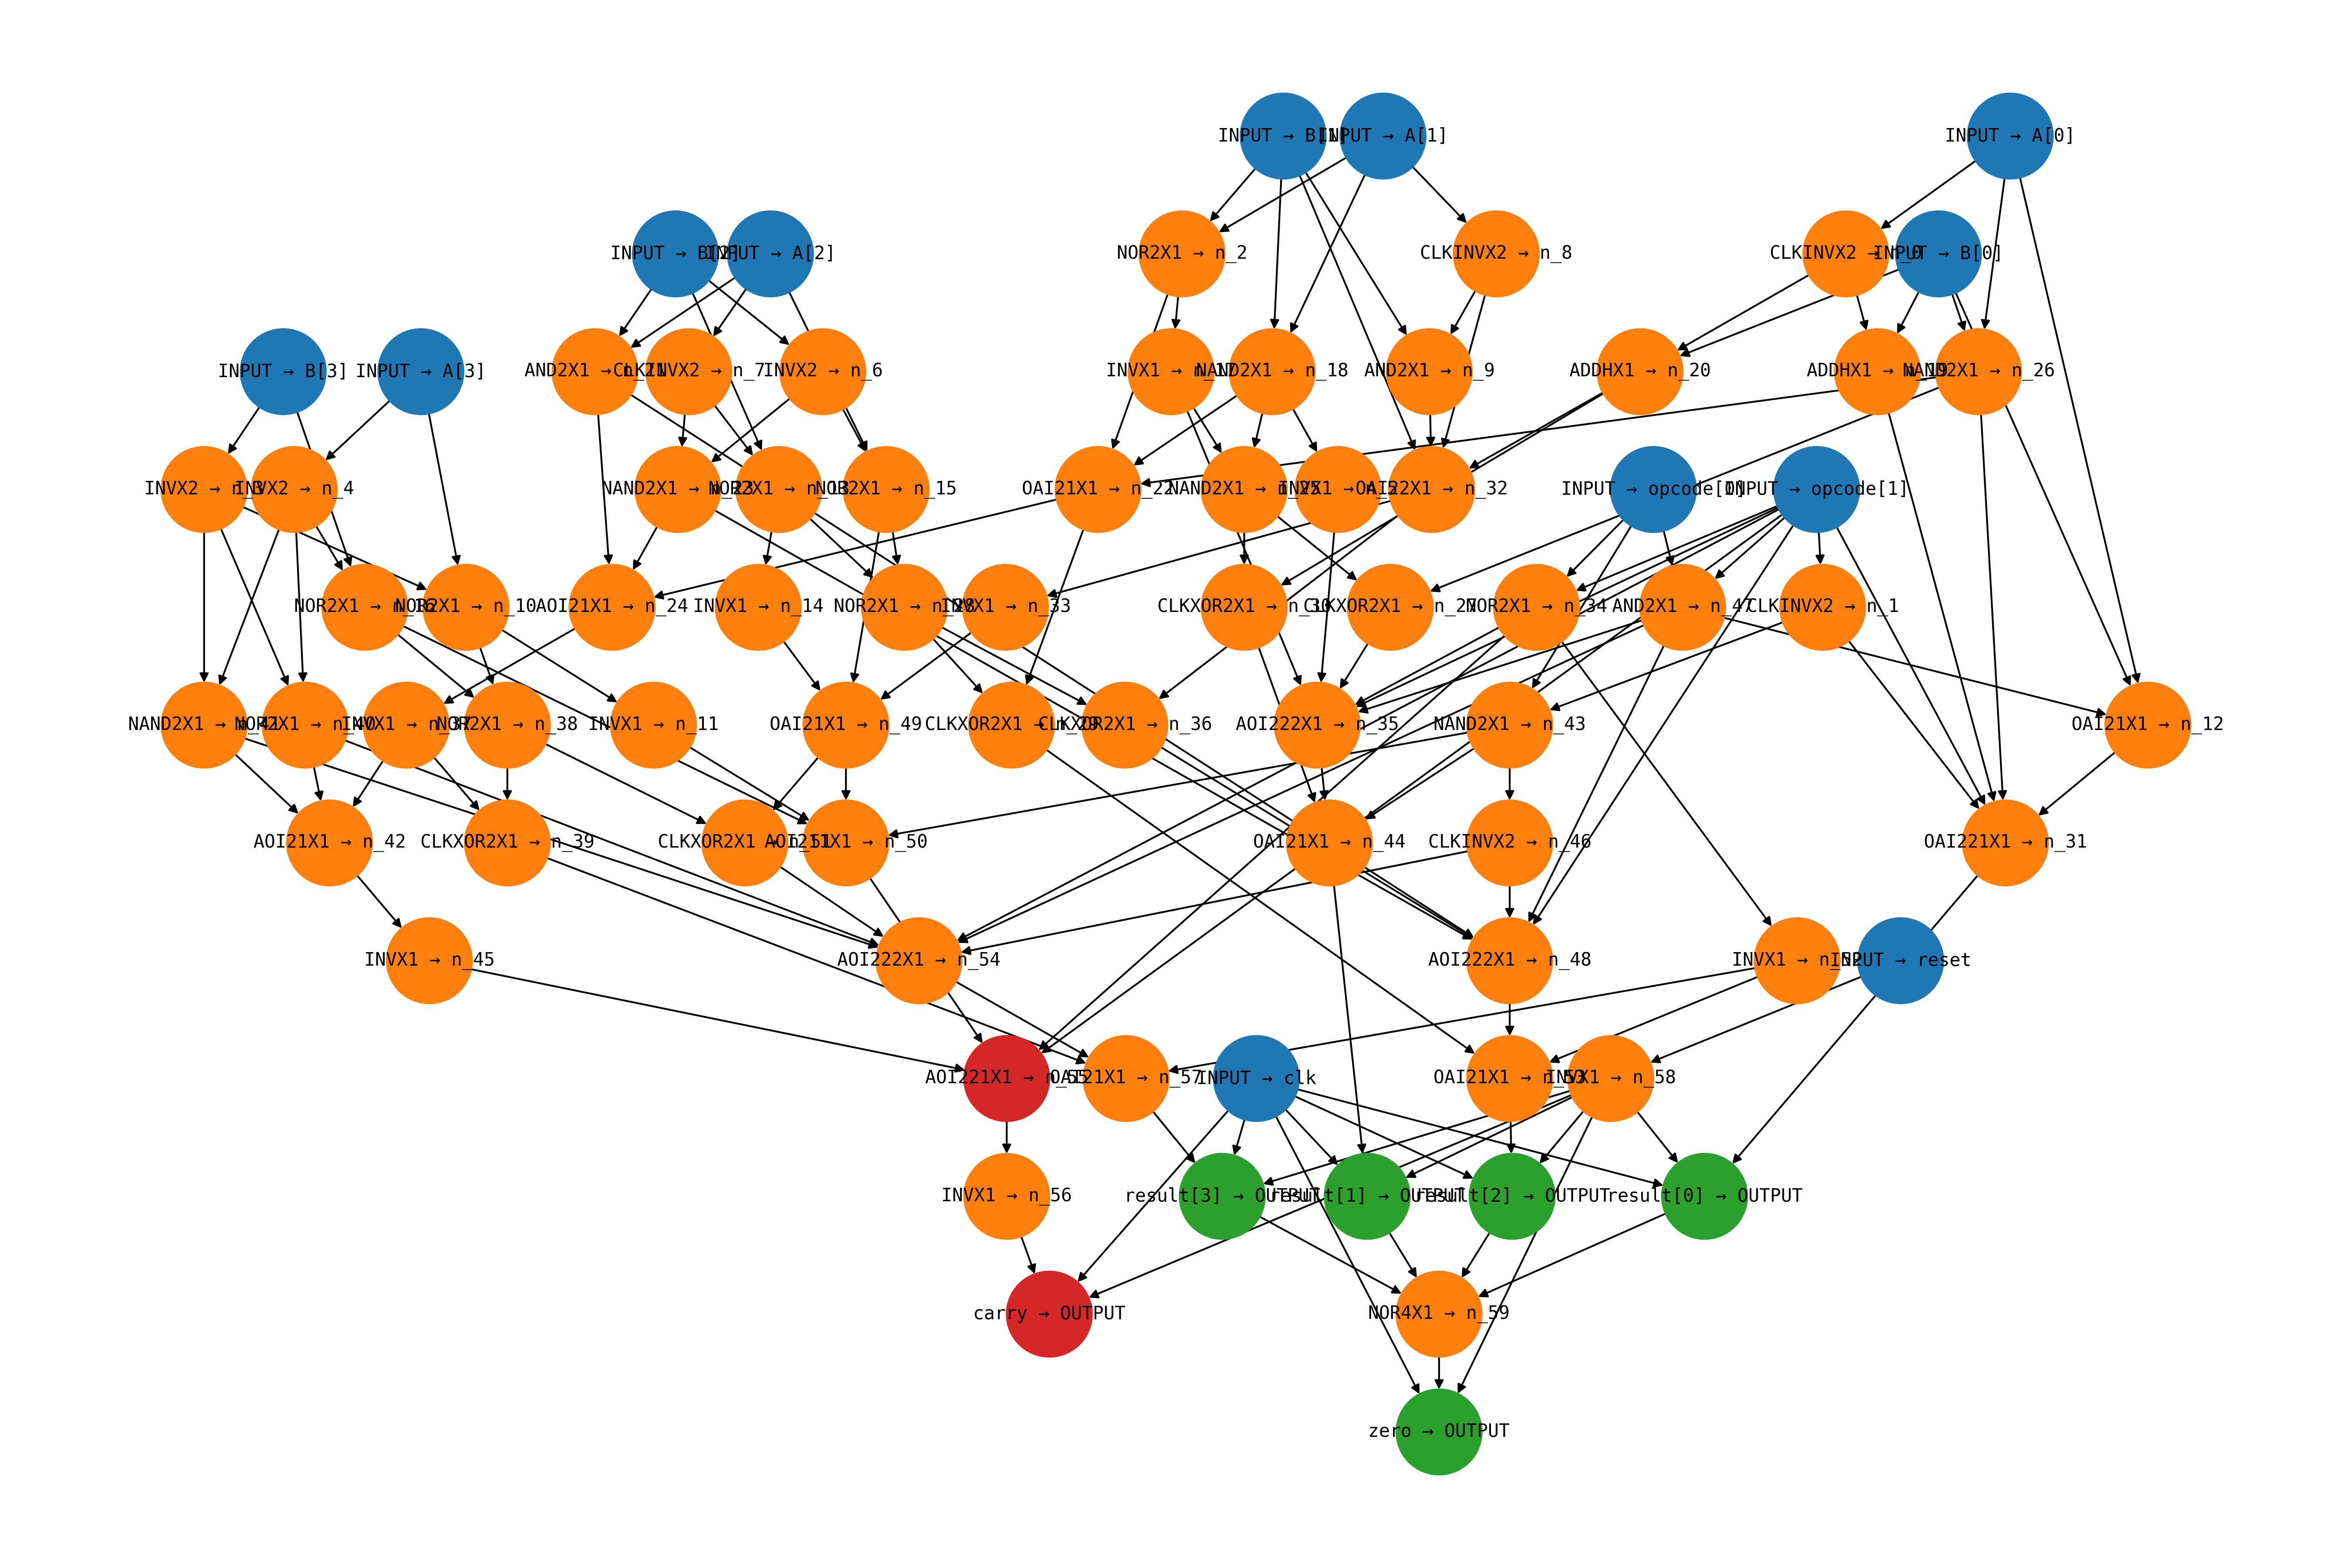 INPUT → B[1]
INPUT → A[1]
INPUT → A[0]
INPUT → B[2]
INPUT → A[2]
NOR2X1 → n_2
CLKINVX2 → n_8
CLKINVX2 → n_0
INPUT → B[0]
INPUT → B[3]
INPUT → A[3]
AND2X1 → n_21
CLKINVX2 → n_7
INVX2 → n_6
INVX1 → n_17
NAND2X1 → n_18
AND2X1 → n_9
ADDHX1 → n_20
ADDHX1 → n_19
NAND2X1 → n_26
INVX2 → n_3
INVX2 → n_4
NAND2X1 → n_23
NOR2X1 → n_13
NOR2X1 → n_15
OAI21X1 → n_22
NAND2X1 → n_25
INVX1 → n_5
OAI22X1 → n_32
INPUT → opcode[0]
INPUT → opcode[1]
NOR2X1 → n_16
NOR2X1 → n_10
AOI21X1 → n_24
INVX1 → n_14
NOR2X1 → n_28
INVX1 → n_33
CLKXOR2X1 → n_30
CLKXOR2X1 → n_27
NOR2X1 → n_34
AND2X1 → n_47
CLKINVX2 → n_1
NAND2X1 → n_41
NOR2X1 → n_40
INVX1 → n_37
NOR2X1 → n_38
INVX1 → n_11
OAI21X1 → n_49
CLKXOR2X1 → n_29
CLKXOR2X1 → n_36
AOI222X1 → n_35
NAND2X1 → n_43
OAI21X1 → n_12
AOI21X1 → n_42
CLKXOR2X1 → n_39
CLKXOR2X1 → n_51
AOI211X1 → n_50
OAI21X1 → n_44
CLKINVX2 → n_46
OAI221X1 → n_31
INVX1 → n_45
AOI222X1 → n_54
AOI222X1 → n_48
INVX1 → n_52
INPUT → reset
AOI221X1 → n_55
OAI21X1 → n_57
INPUT → clk
OAI21X1 → n_53
INVX1 → n_58
INVX1 → n_56
result[3] → OUTPUT
result[1] → OUTPUT
result[2] → OUTPUT
result[0] → OUTPUT
carry → OUTPUT
NOR4X1 → n_59
zero → OUTPUT